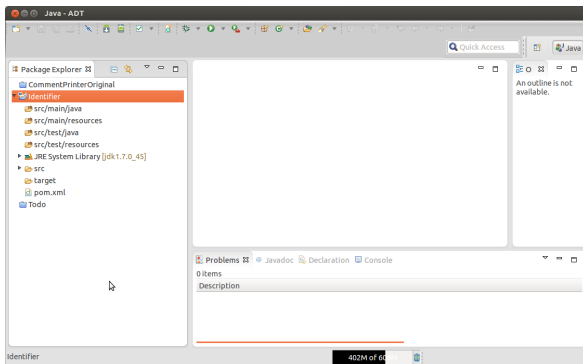 Java - ADT
Quick Access
Java
Package Explorer
CommentPrinterOriginal
Identifier
src/main/java
src/main/resources
src/test/java
src/test/resources
JRE System Library [jdk1.7.0_45]
src
target
pom.xml
Todo
O
An outline is not
available.
Problems
Javadoc
Declaration
Console
0 items
Description
Identifier
402M of 60